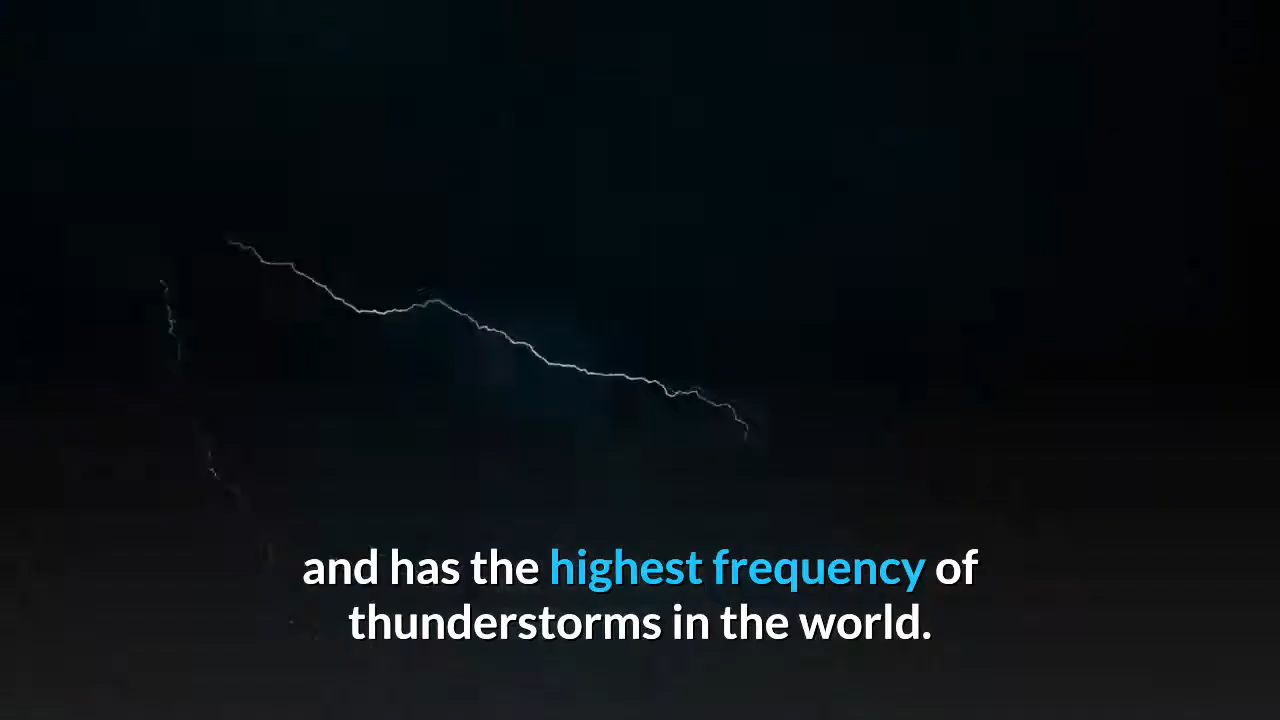 and has the highest frequency of
thunderstorms in the world.